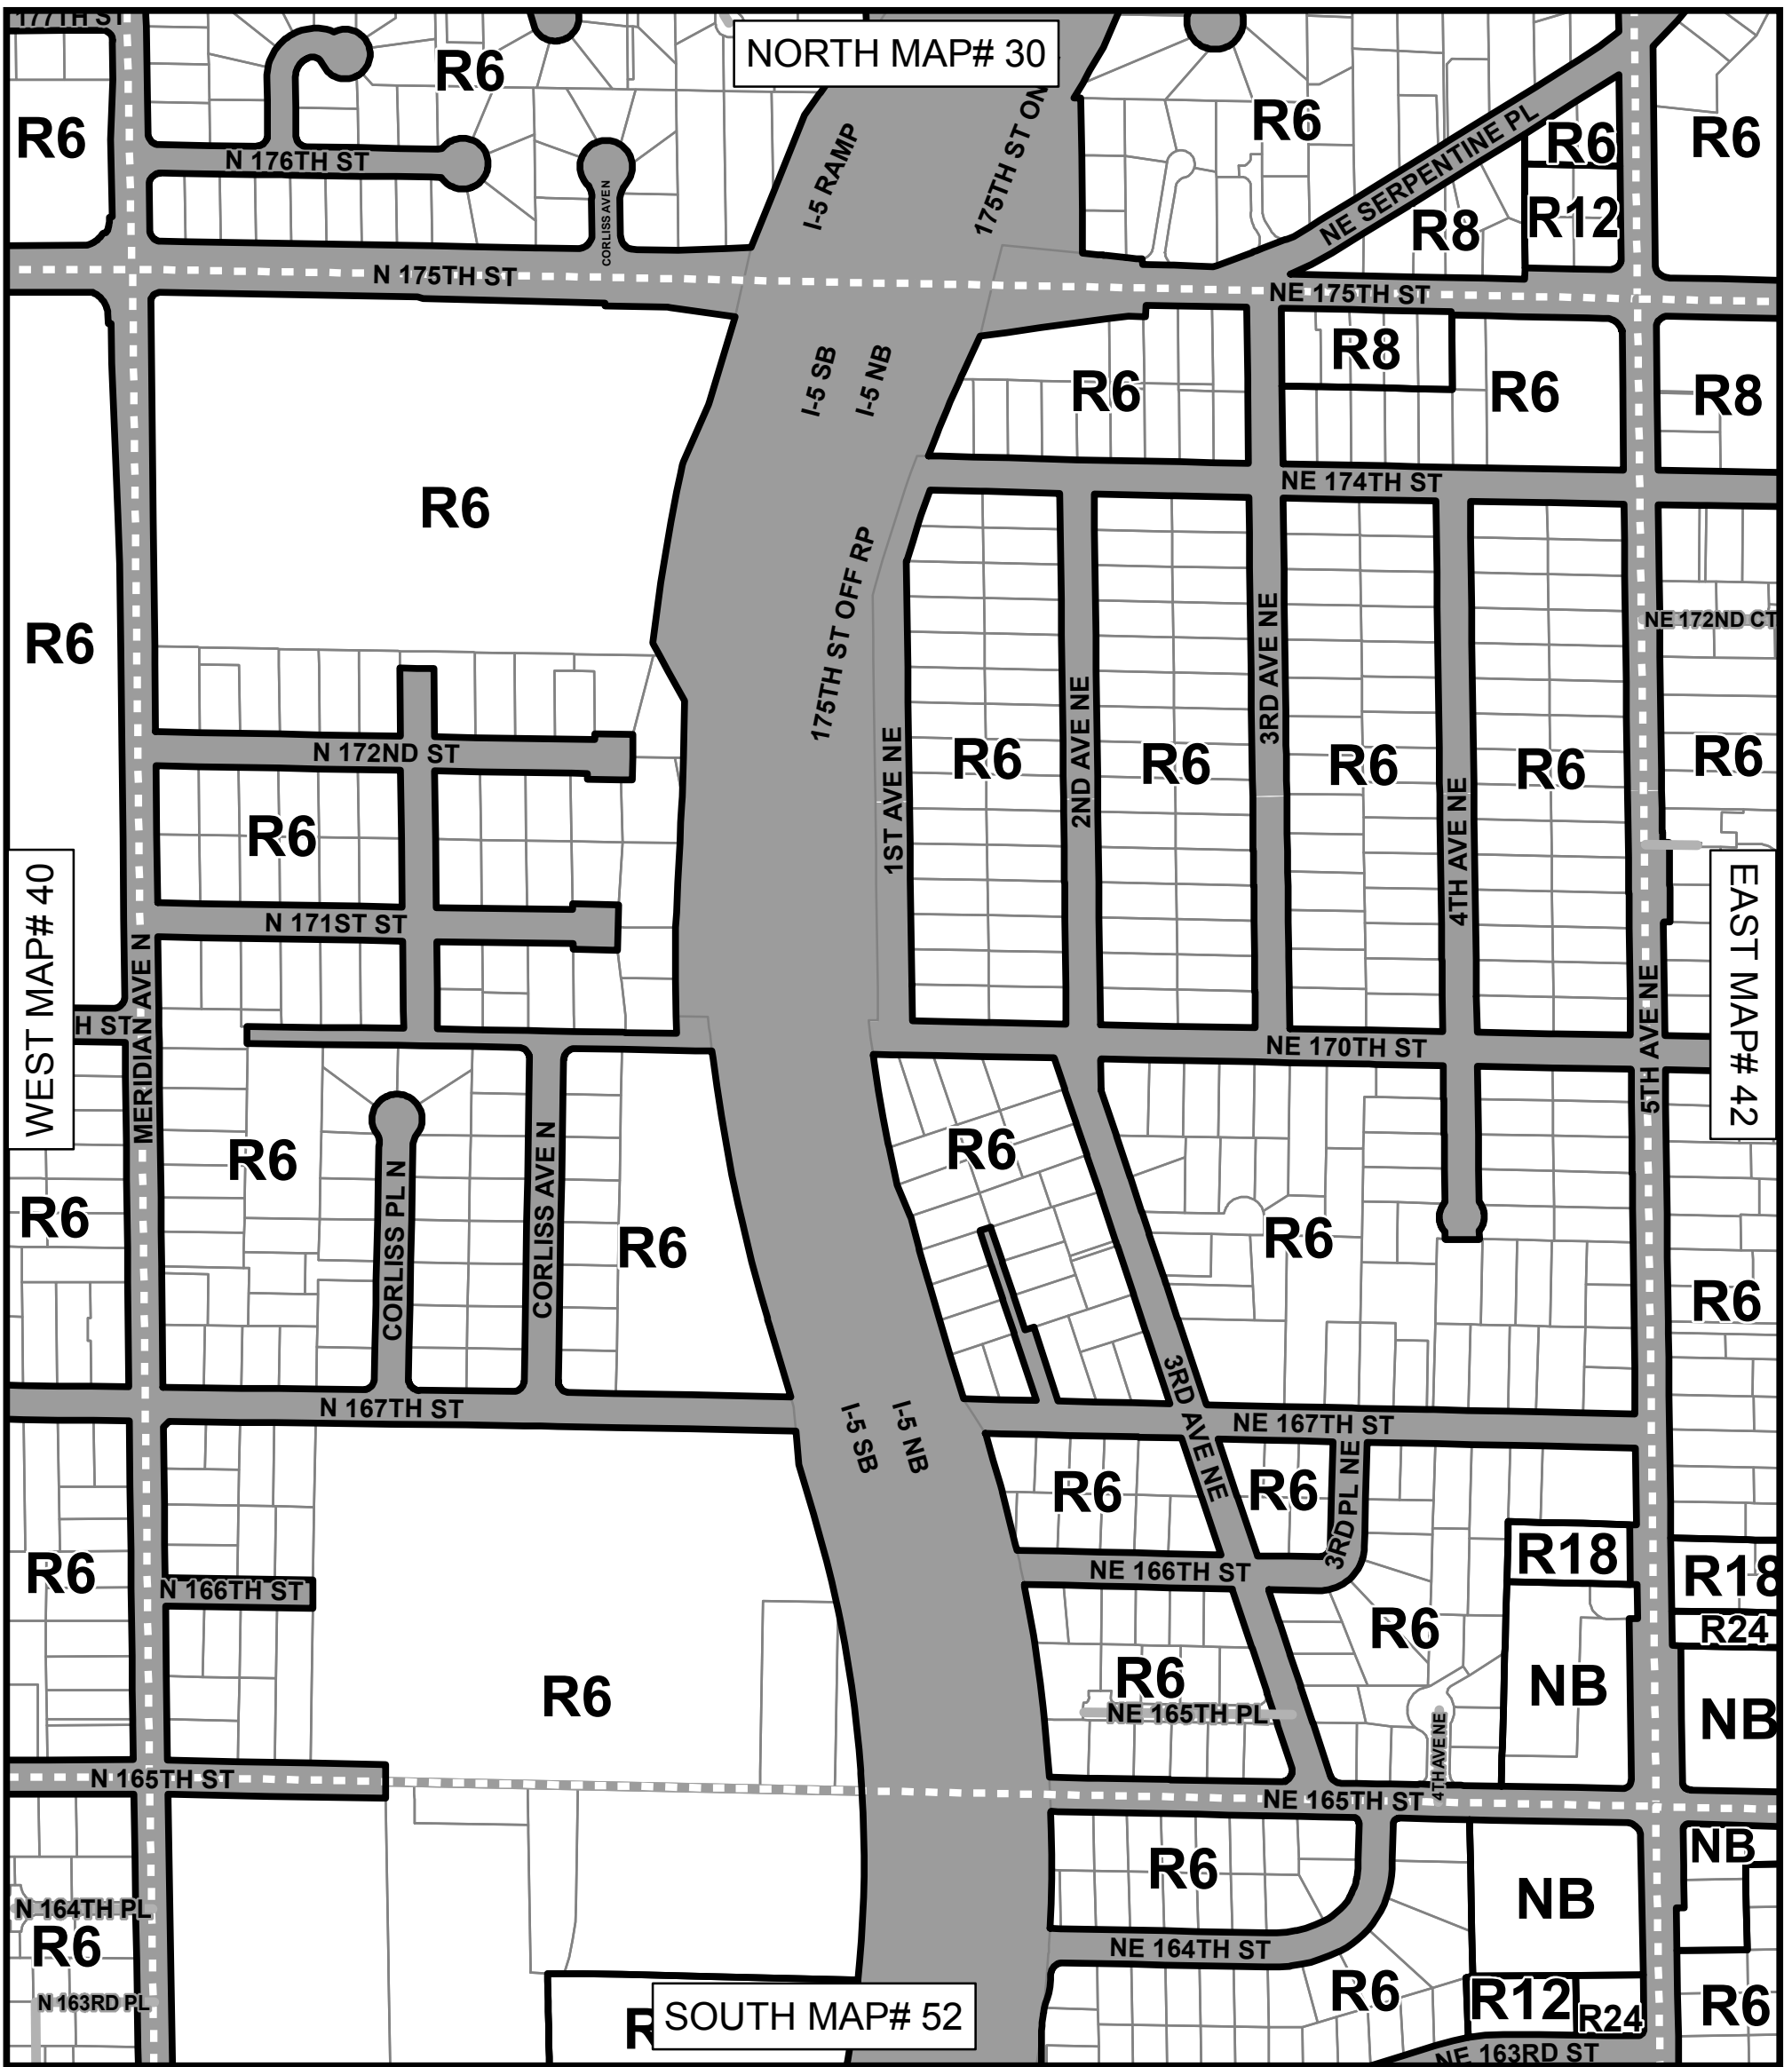 177TH ST
NORTH MAP# 30
R6
R6
R6
R6
R6
N 176TH ST
CORLISS AVE N
I-5 RAMP
175TH ST ON
NE SERPENTINE PL
R8
R12
N 175TH ST
NE 175TH ST
I-5 SB
I-5 NB
R6
R8
R6
R8
R6
R6
NE 174TH ST
175TH ST OFF RP
NE 172ND CT
N 172ND ST
R6
1ST AVE NE
R6
2ND AVE NE
R6
3RD AVE NE
R6
4TH AVE NE
R6
R6
N 171ST ST
WEST MAP# 40
EAST MAP# 42
H ST
MERIDIAN AVE N
5TH AVE NE
NE 170TH ST
R6
R6
CORLISS PL N
CORLISS AVE N
R6
R6
R6
R6
N 167TH ST
I-5 SB
I-5 NB
3RD AVE NE
NE 167TH ST
R6
R6
R6
3RD PL NE
R18
R18
N 166TH ST
NE 166TH ST
R6
R24
R6
R6
NE 165TH PL
NB
NB
4TH AVE NE
N 165TH ST
NE 165TH ST
R6
NB
NB
N 164TH PL
R6
NE 164TH ST
N 163RD PL
R6
R12
R24
R6
SOUTH MAP# 52
NE 163RD ST